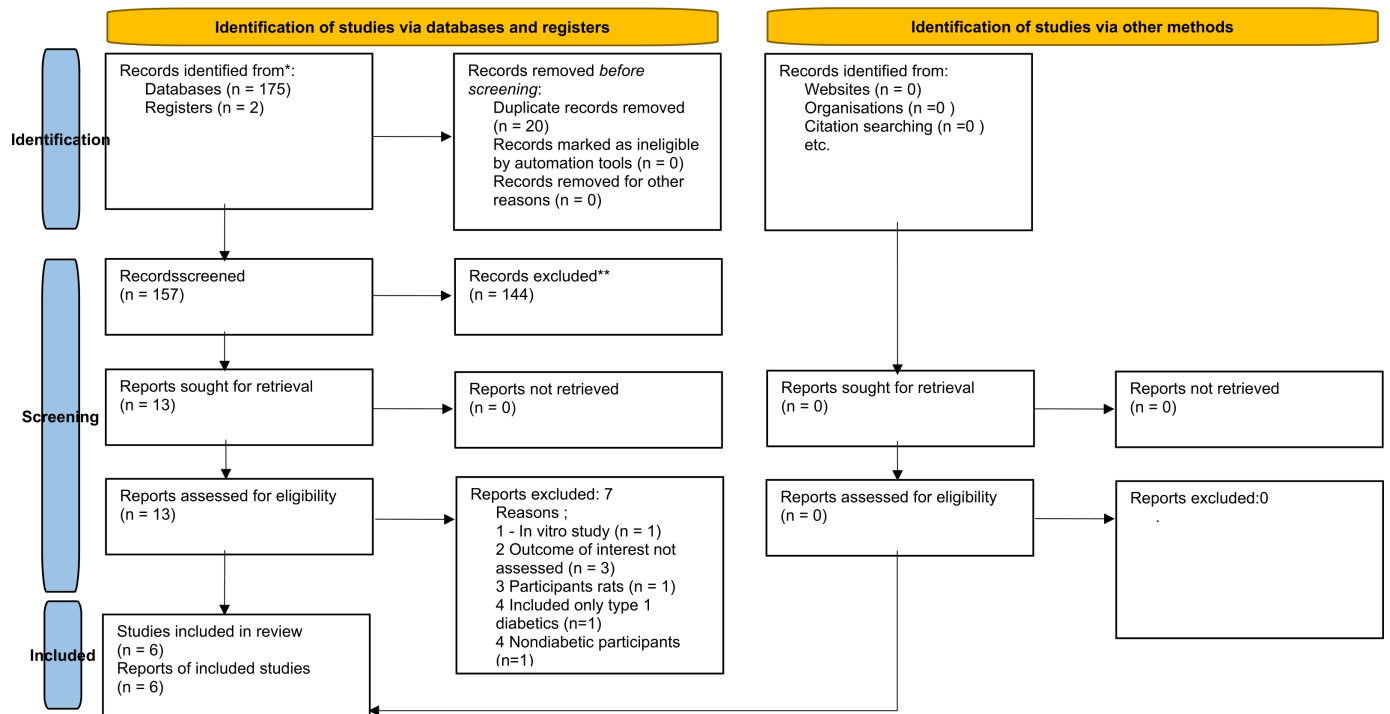 Identification of studies via databases and registers
Identification of studies via other methods
Identification
Records identified from*:
Databases (n = 175)
Registers (n = 2)
Records removed before
screening:
Duplicate records removed
(n = 20)
Records marked as ineligible
by automation tools (n = 0)
Records removed for other
reasons (n = 0)
Records identified from:
Websites (n = 0)
Organisations (n =0 )
Citation searching (n =0 )
etc.
Screening
Recordsscreened
(n = 157)
Records excluded**
(n = 144)
Reports sought for retrieval
(n = 13)
Reports not retrieved
(n = 0)
Reports sought for retrieval
(n = 0)
Reports not retrieved
(n = 0)
Reports assessed for eligibility
(n = 13)
Reports excluded: 7
Reasons ;
1 - In vitro study (n = 1)
2 Outcome of interest not
assessed (n = 3)
3 Participants rats (n = 1)
4 Included only type 1
diabetics (n=1)
4 Nondiabetic participants
(n=1)
Reports assessed for eligibility
(n = 0)
Reports excluded:0
.
Included
Studies included in review
(n = 6)
Reports of included studies
(n = 6)